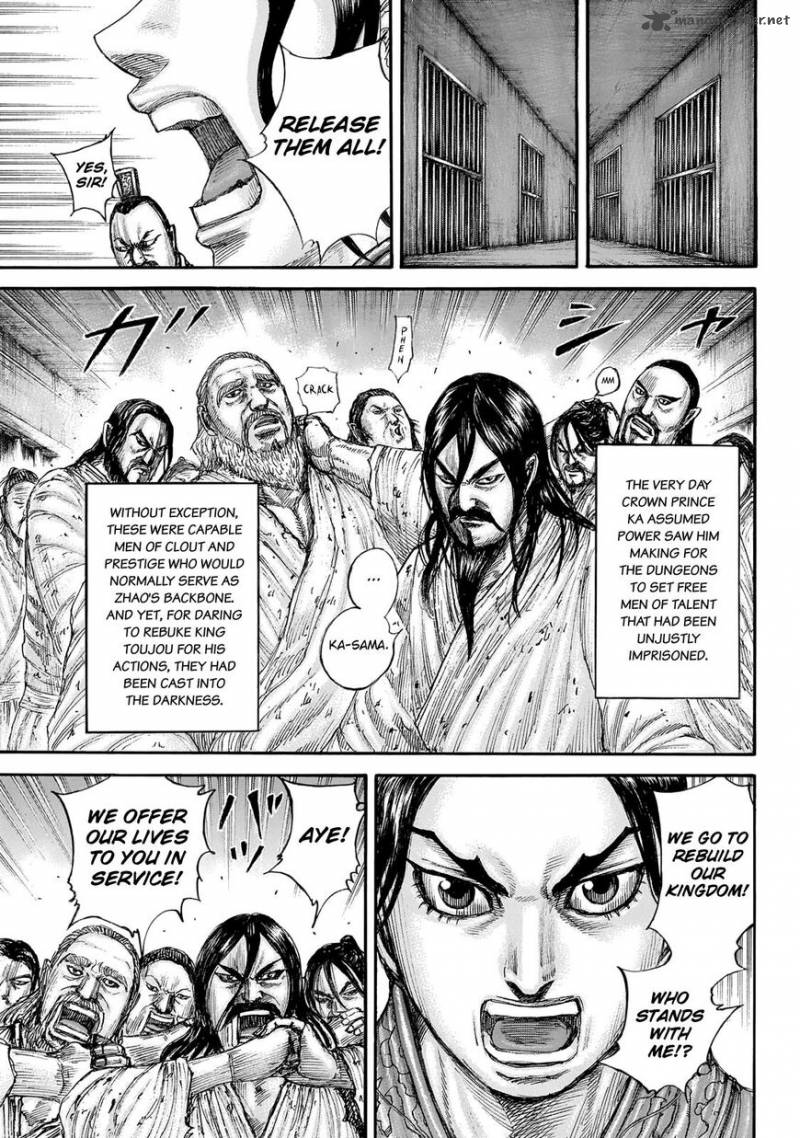 RELEASE
THEM ALL!
YES,
SIR!
ガシャ
THE VERY DAY
CROWN PRINCE
KA ASSUMED
POWER SAW HIM
MAKING FOR
THE DUNGEONS
TO SET FREE
MEN OF TALENT
THAT HAD BEEN
UNJUSTLY
IMPRISONED.
MM
PHEH
CRACK
...
KA-SAMA.
WITHOUT EXCEPTION,
THESE WERE CAPABLE
MEN OF CLOUT AND
PRESTIGE WHO WOULD
NORMALLY SERVE AS
ZHAO'S BACKBONE.
AND YET, FOR DARING
TO REBUKE KING
TOUJOU FOR HIS
ACTIONS, THEY HAD
BEEN CAST INTO
THE DARKNESS.
WE GO TO
REBUILD
OUR
KINGDOM!
WHO
STANDS
WITH
ME!?
AYE!
WE OFFER
OUR LIVES
TO YOU IN
SERVICE!